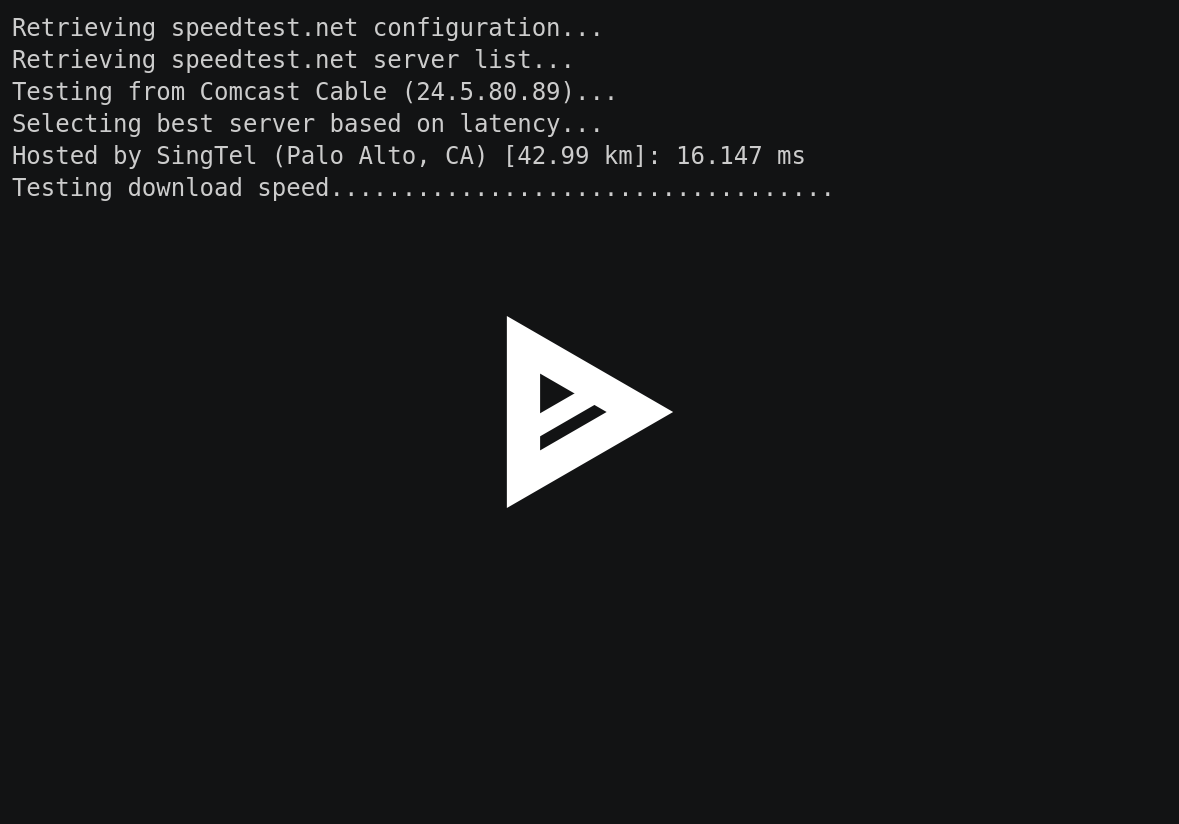 Retrieving speedtest.net configuration...
Retrieving speedtest.net server list...
Testing from Comcast Cable (24.5.80.89)...
Selecting best server based on latency...
Hosted by SingTel (Palo Alto, CA) [42.99 km]: 16.147 ms
Testing download speed...................................